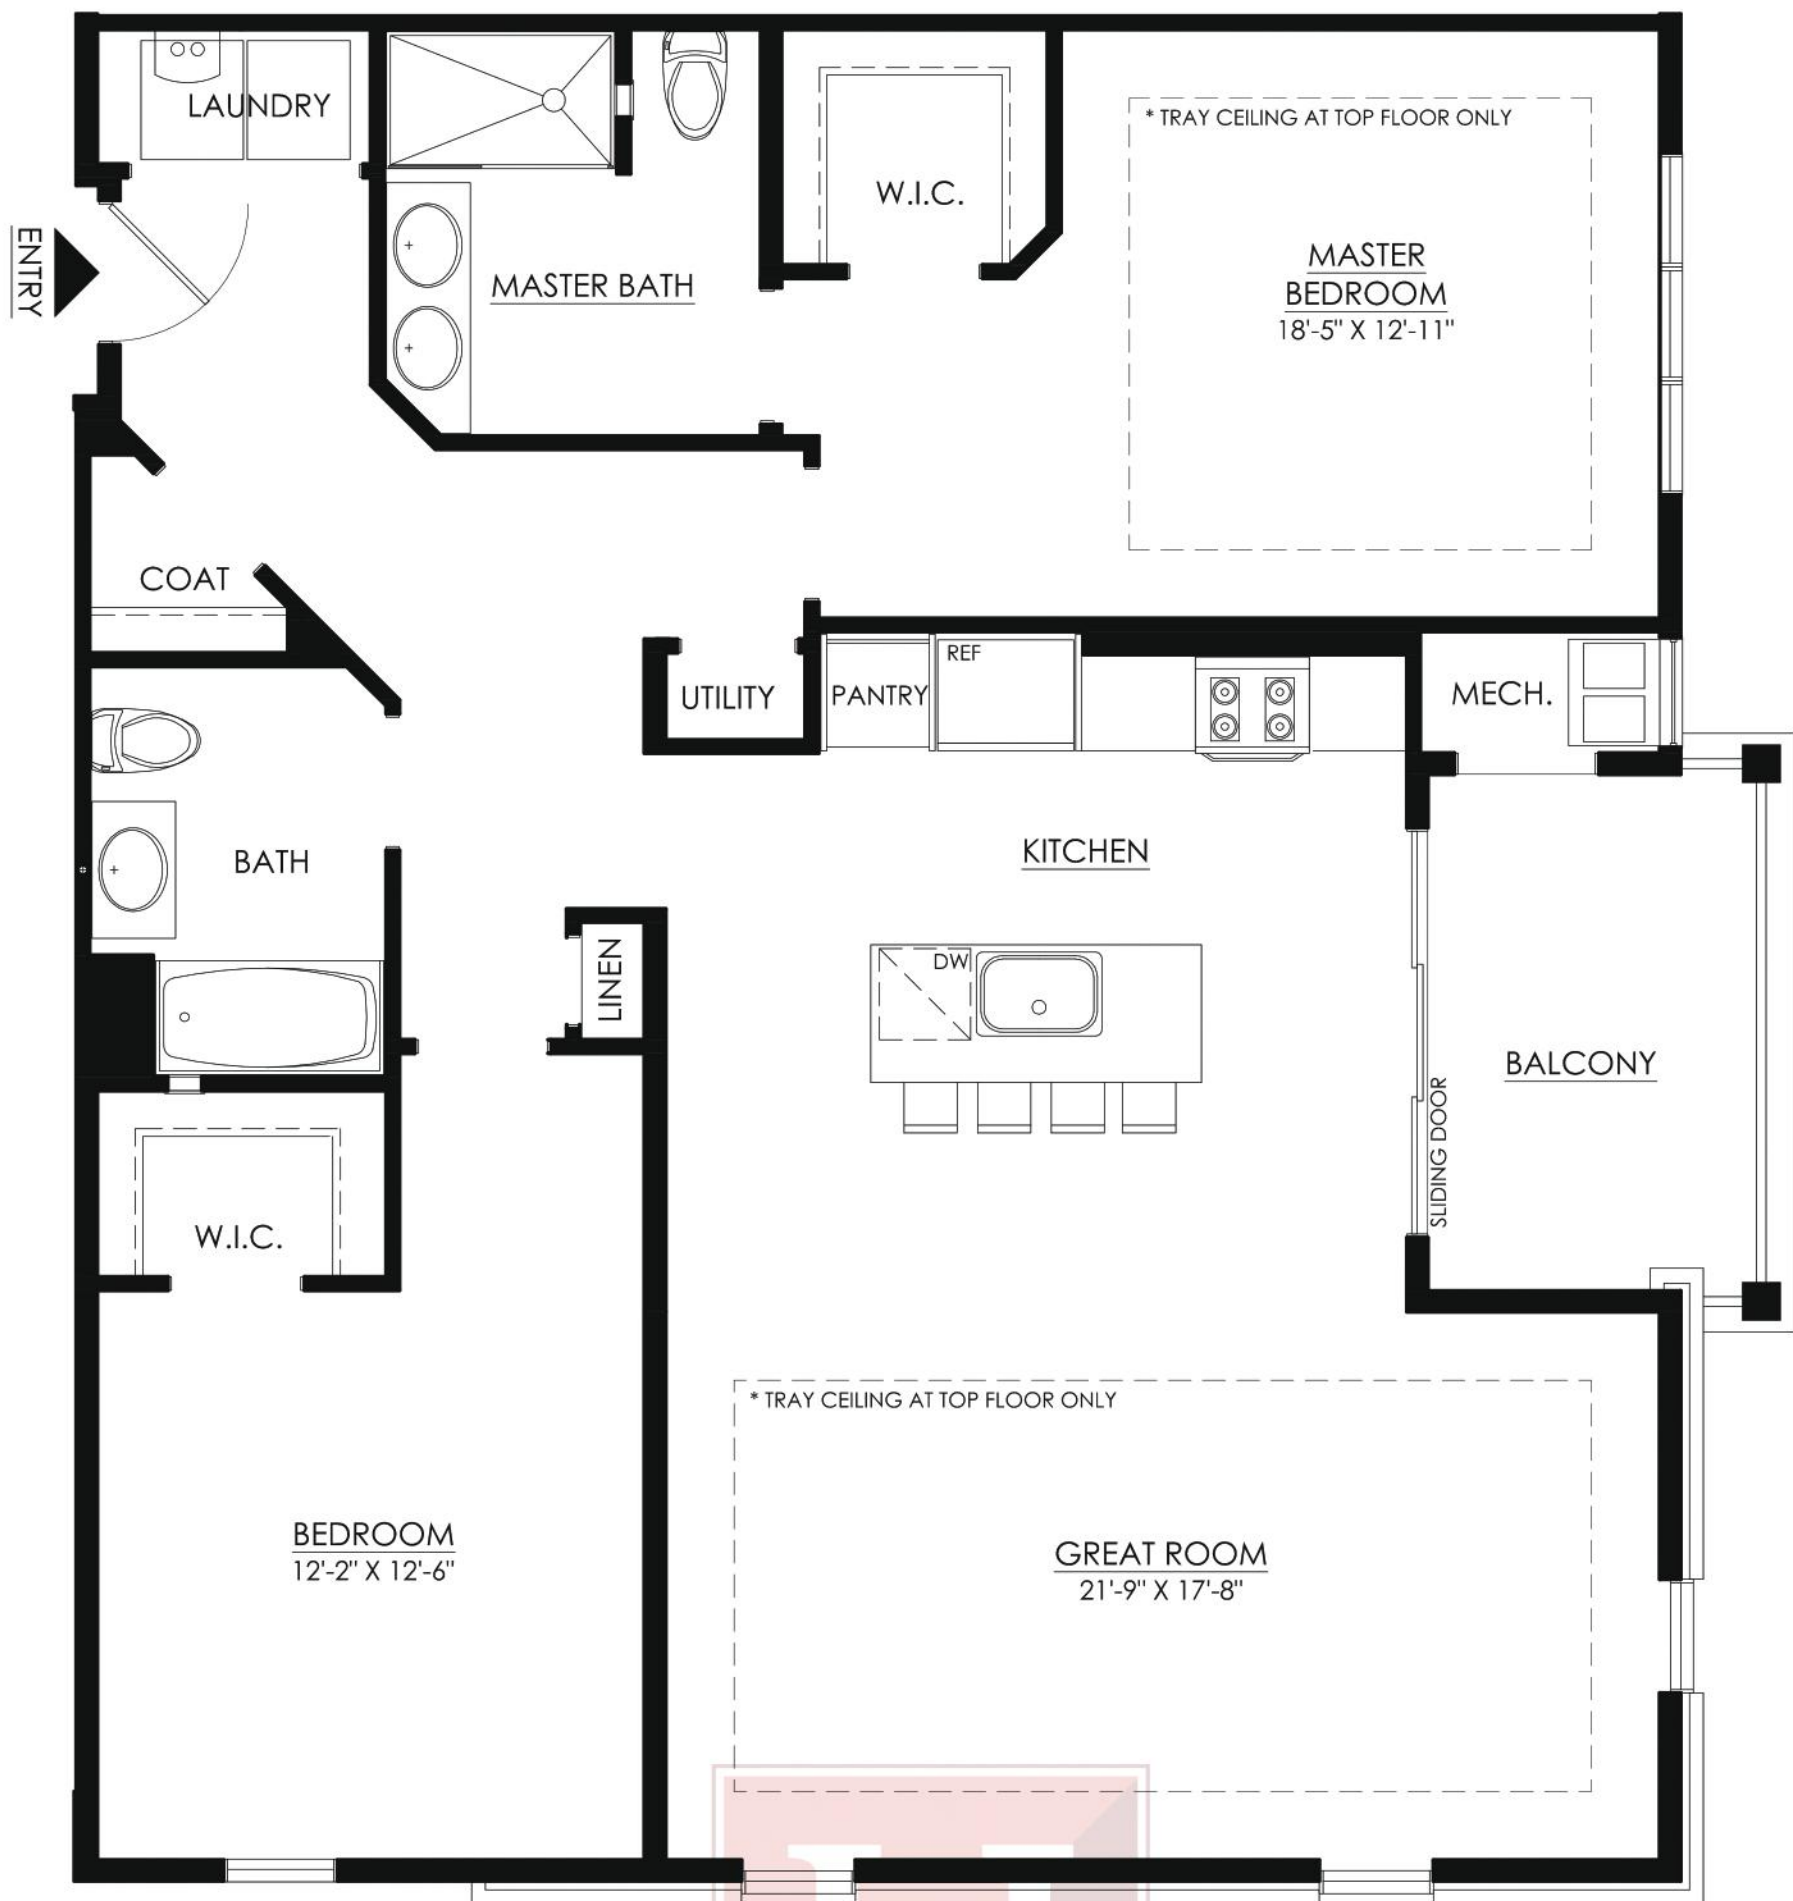 LAUNDRY
* TRAY CEILING AT TOP FLOOR ONLY
W.I.C.
ENTRY
MASTER BATH
MASTER
BEDROOM
18'-5" X 12'-11"
COAT
REF
UTILITY
PANTRY
MECH.
KITCHEN
BATH
LINEN
DW
BALCONY
SLIDING DOOR
W.I.C.
* TRAY CEILING AT TOP FLOOR ONLY
BEDROOM
12'-2" X 12'-6"
GREAT ROOM
21'-9" X 17'-8"